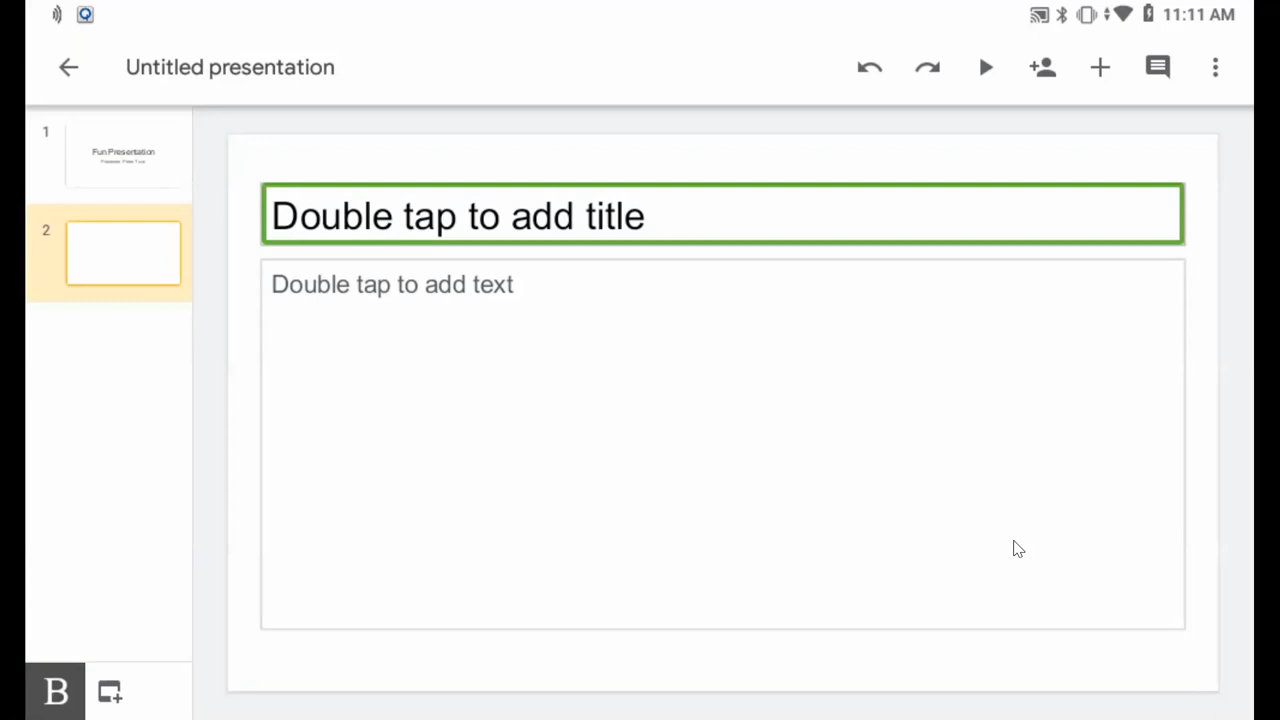 11:11 AM
Untitled presentation
1
Fun Presentation
2
Double tap to add title
Double tap to add text
B